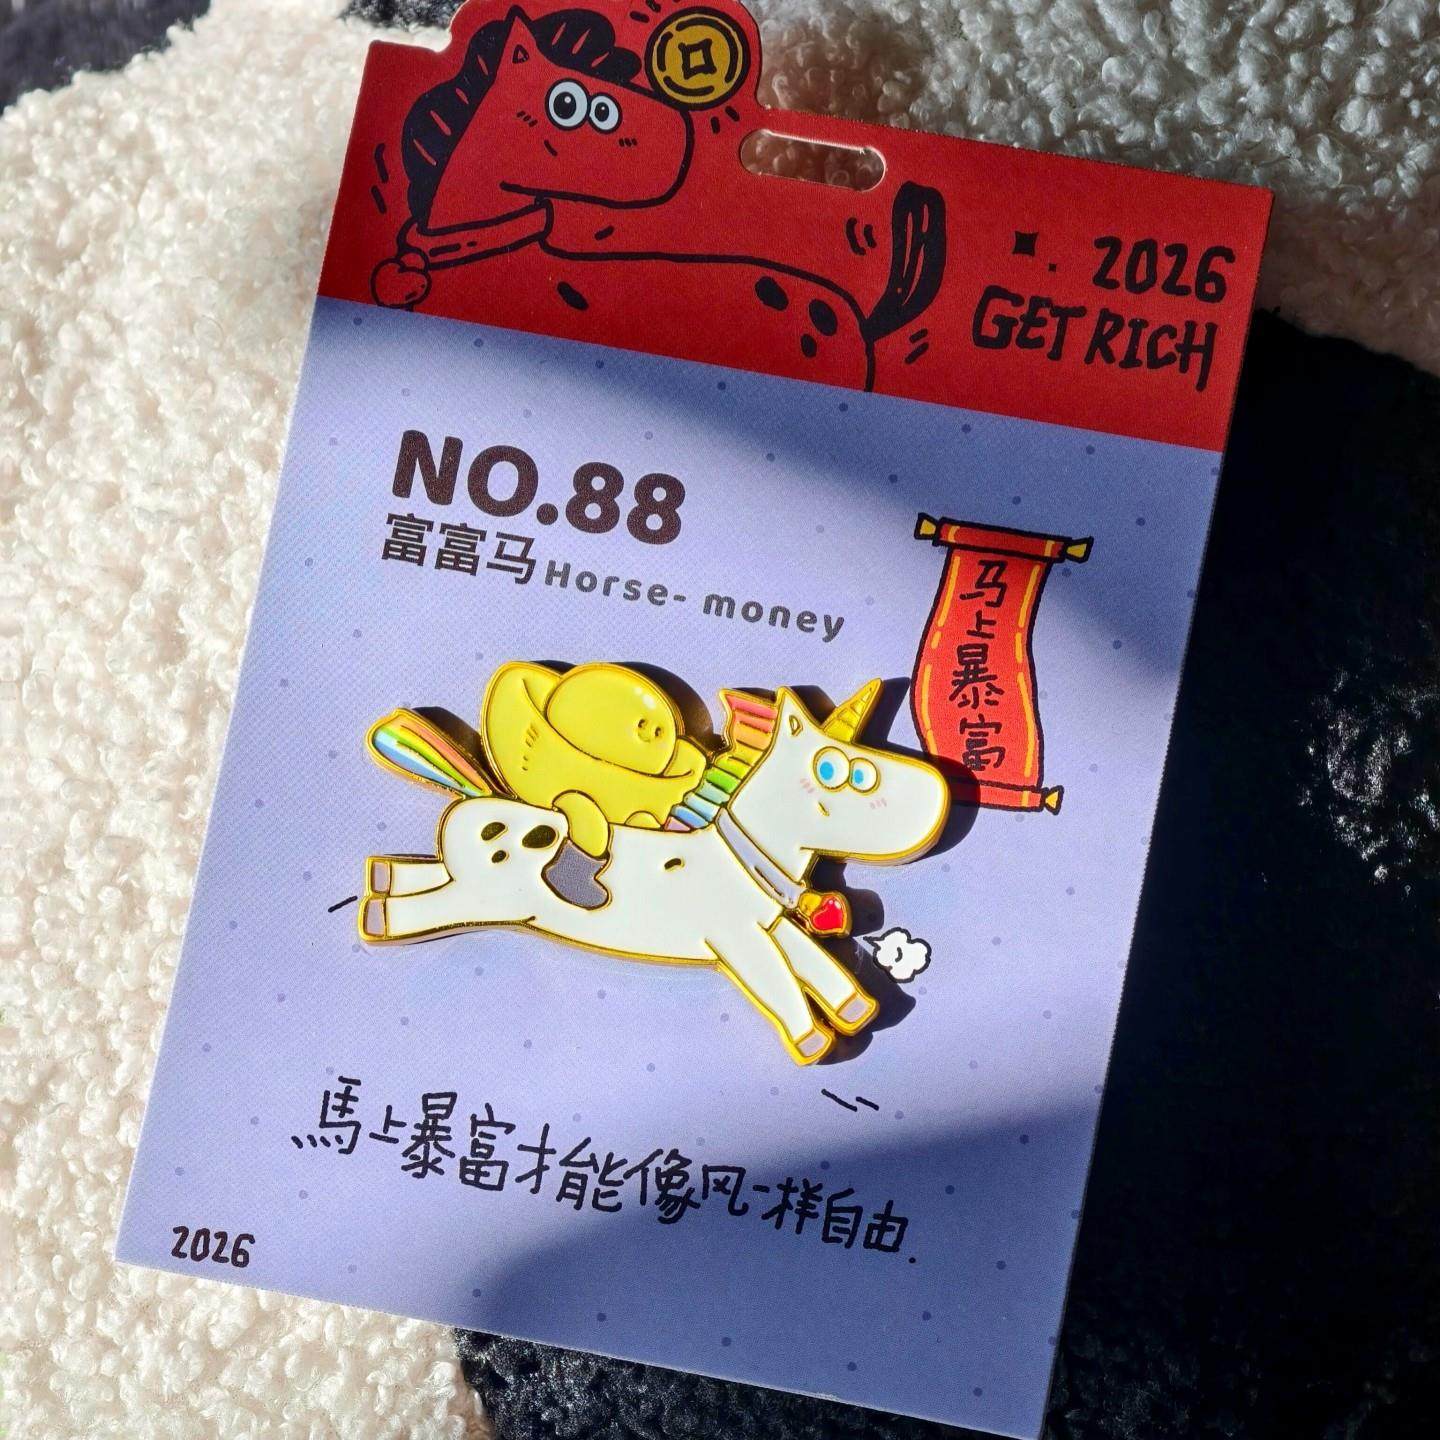 2026
GET RICH
NO.88
富富马Horse- money
马上暴富
馬上暴富才能像风一样自由.
2026